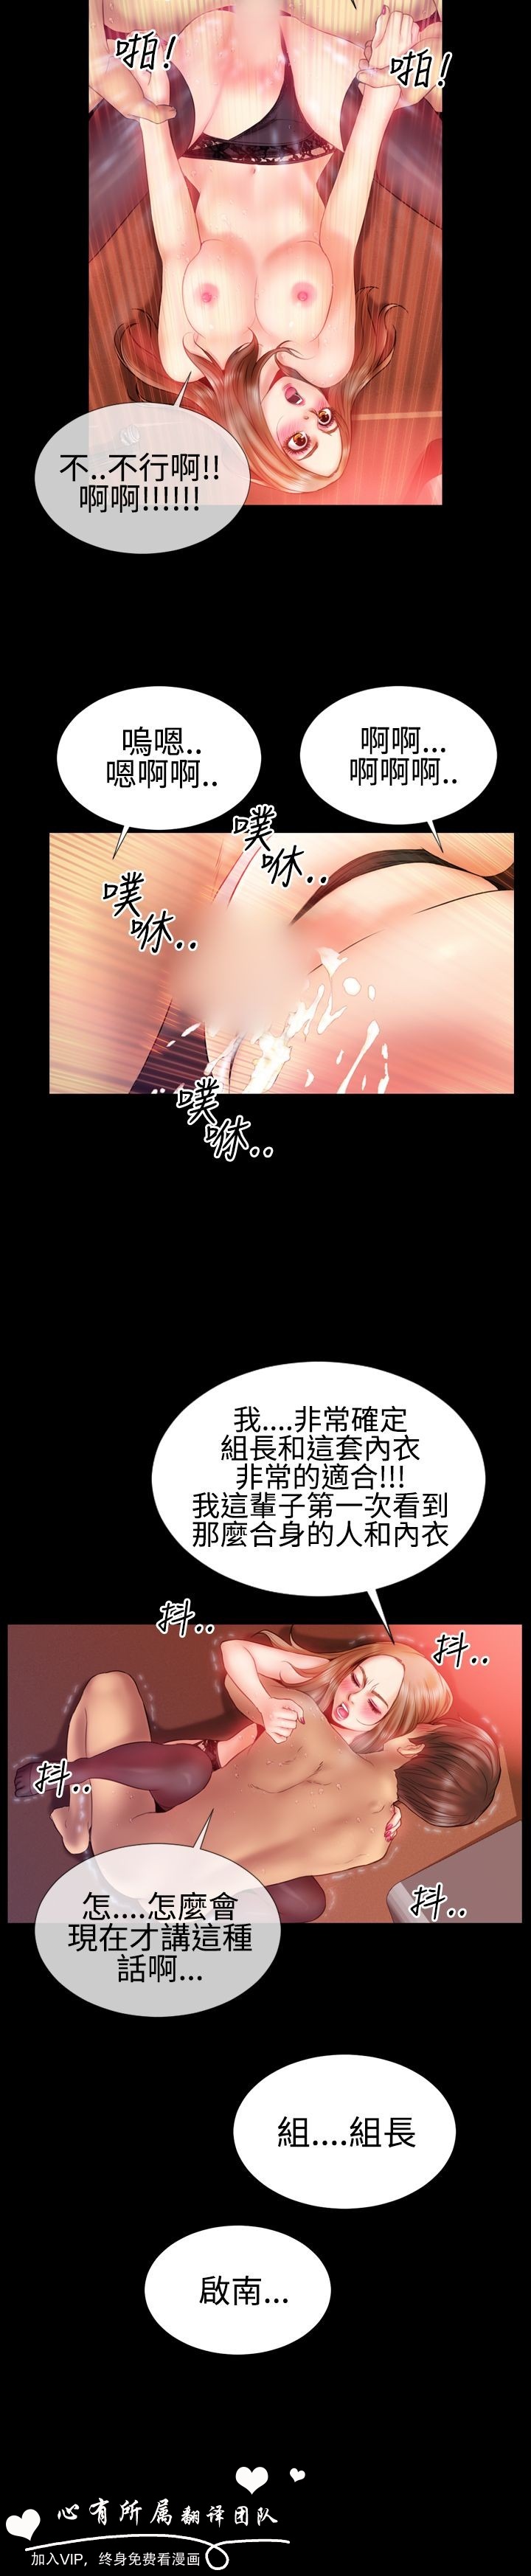 啪!
啪!
不..不行啊!!
啊啊!!!!!!
嗚嗯..
嗯啊啊..
啊啊...
啊啊啊..
噗
咻..
噗
咻..
噗
咻..
我....非常確定
組長和這套內衣
非常的適合!!!
我這輩子第一次看到
那麼合身的人和內衣
抖..
抖..
抖..
抖..
怎....怎麼會
現在才講這種
話啊...
組....組長
啟南...
心有所属翻译团队
加入VIP，终身免费看漫画